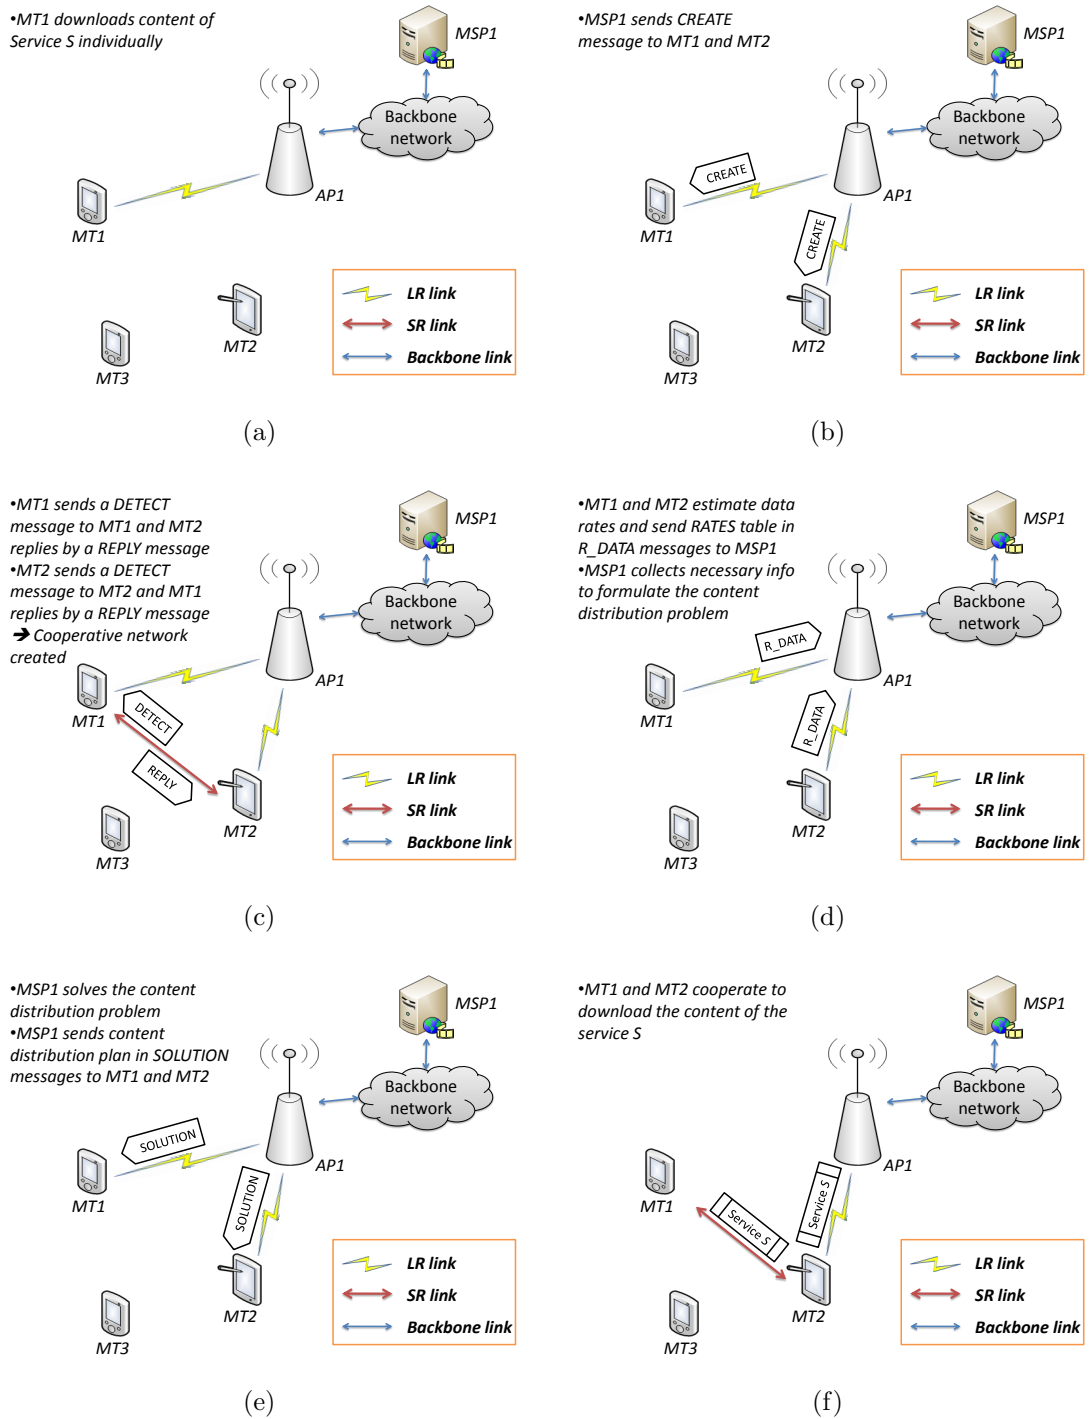 •MT1 downloads content of
Service S individually
MSP1
Backbone
network
AP1
MT1
MT2
MT3
LR link
SR link
Backbone link
(a)
•MSP1 sends CREATE
message to MT1 and MT2
MSP1
Backbone
network
CREATE
AP1
MT1
CREATE
MT2
MT3
LR link
SR link
Backbone link
(b)
•MT1 sends a DETECT
message to MT1 and MT2
replies by a REPLY message
•MT2 sends a DETECT
message to MT2 and MT1
replies by a REPLY message
➔ Cooperative network
created
MSP1
Backbone
network
AP1
MT1
DETECT
REPLY
MT2
MT3
LR link
SR link
Backbone link
(c)
•MT1 and MT2 estimate data
rates and send RATES table in
R_DATA messages to MSP1
•MSP1 collects necessary info
to formulate the content
distribution problem
MSP1
Backbone
network
R_DATA
AP1
MT1
R_DATA
MT2
MT3
LR link
SR link
Backbone link
(d)
•MSP1 solves the content
distribution problem
•MSP1 sends content
distribution plan in SOLUTION
messages to MT1 and MT2
MSP1
Backbone
network
SOLUTION
AP1
MT1
SOLUTION
MT2
MT3
LR link
SR link
Backbone link
(e)
•MT1 and MT2 cooperate to
download the content of the
service S
MSP1
Backbone
network
AP1
MT1
Service S
Service S
MT2
MT3
LR link
SR link
Backbone link
(f)